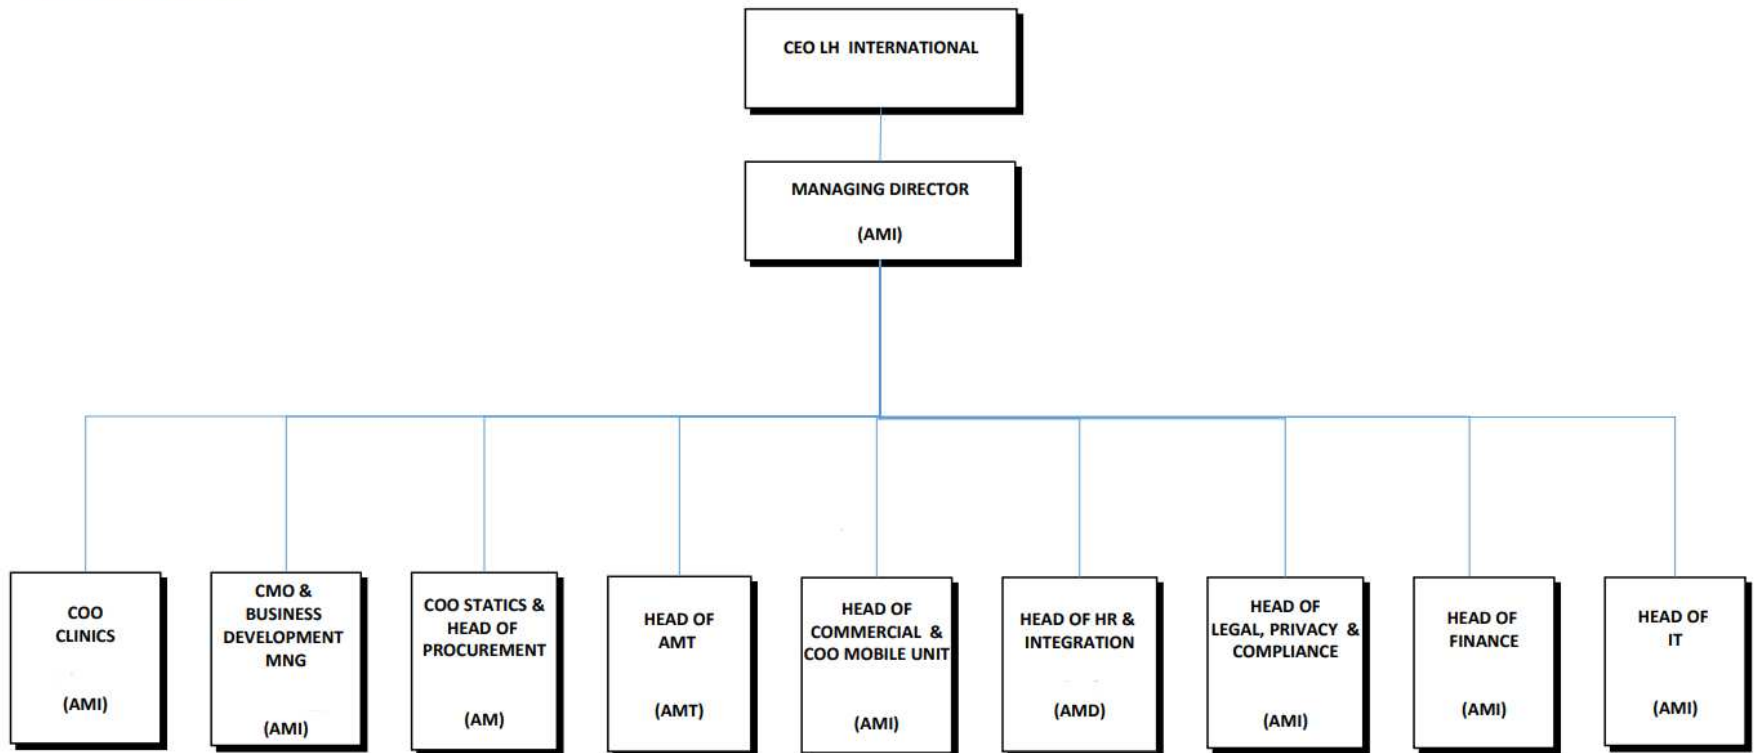 CEO LH INTERNATIONAL
MANAGING DIRECTOR
(AMI)
COO
CLINICS
(AMI)
CMO &
BUSINESS
DEVELOPMENT
MNG
(AMI)
COO STATICS &
HEAD OF
PROCUREMENT
(AM)
HEAD OF
AMT
(AMT)
HEAD OF
COMMERCIAL &
COO MOBILE UNIT
(AMI)
HEAD OF HR &
INTEGRATION
(AMD)
HEAD OF
LEGAL, PRIVACY &
COMPLIANCE
(AMI)
HEAD OF
FINANCE
(AMI)
HEAD OF
IT
(AMI)